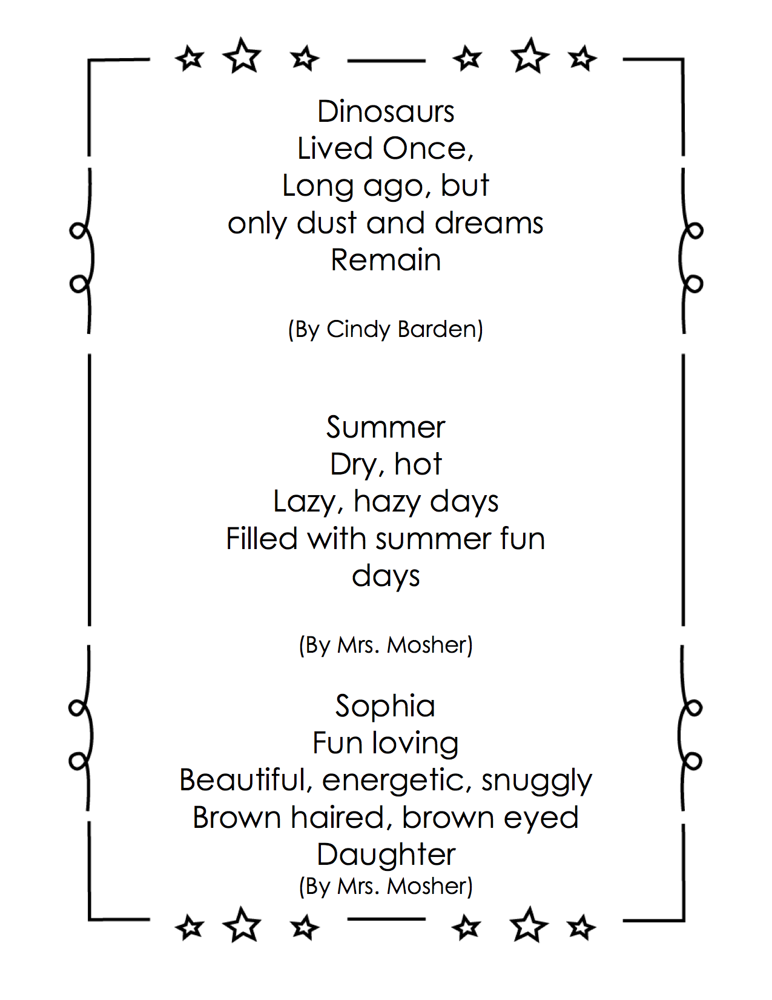 Dinosaurs
Lived Once,
Long ago, but
only dust and dreams
Remain
(By Cindy Barden)
Summer
Dry, hot
Lazy, hazy days
Filled with summer fun
days
(By Mrs. Mosher)
Sophia
Fun loving
Beautiful, energetic, snuggly
Brown haired, brown eyed
Daughter
(By Mrs. Mosher)